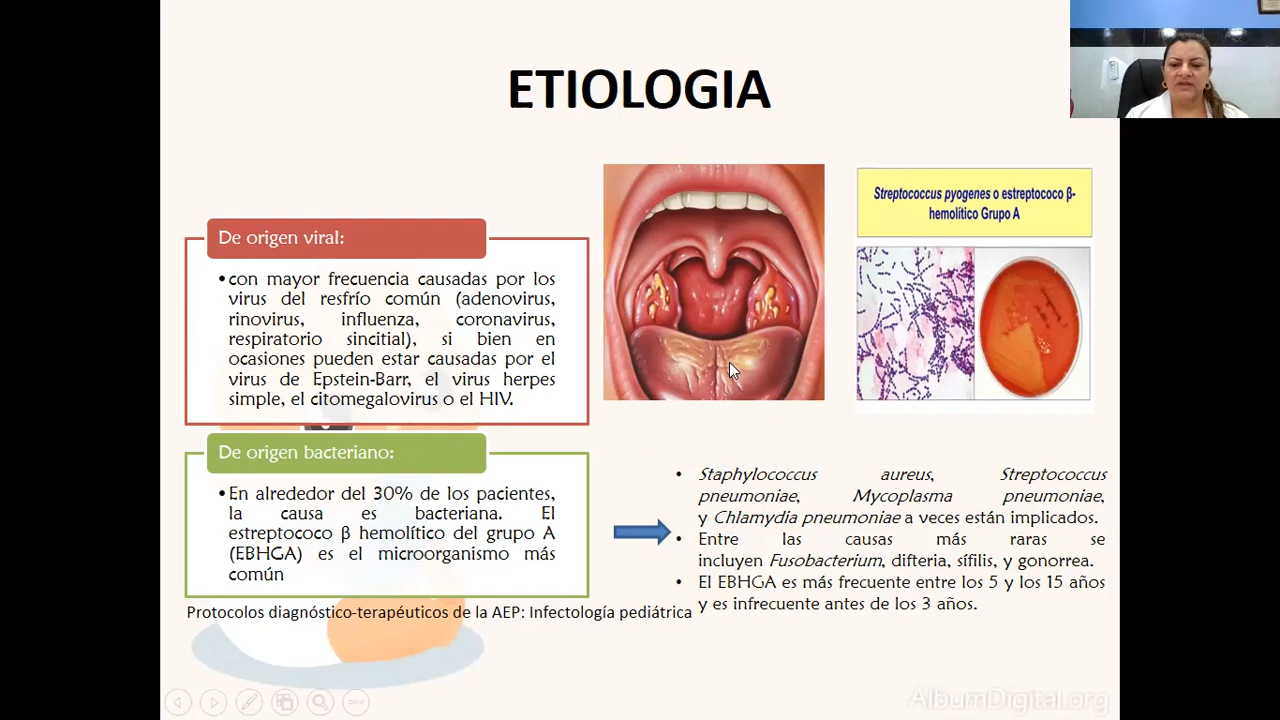 ETIOLOGIA
De origen viral:
•con mayor frecuencia causadas por los
virus del resfrío común (adenovirus,
rinovirus, influenza, coronavirus,
respiratorio sincitial), si bien en
ocasiones pueden estar causadas por el
virus de Epstein-Barr, el virus herpes
simple, el citomegalovirus o el HIV.
De origen bacteriano:
•En alrededor del 30% de los pacientes,
la causa es bacteriana. El
estreptococo β hemolítico del grupo A
(EBHGA) es el microorganismo más
común
Protocolos diagnóstico-terapéuticos de la AEP: Infectología pediátrica
Streptococcus pyogenes o estreptococo β-
hemolítico Grupo A
• Staphylococcus aureus, Streptococcus
pneumoniae, Mycoplasma pneumoniae,
y Chlamydia pneumoniae a veces están implicados.
• Entre las causas más raras se
incluyen Fusobacterium, difteria, sífilis, y gonorrea.
• El EBHGA es más frecuente entre los 5 y los 15 años
y es infrecuente antes de los 3 años.
AlbumDigital.org